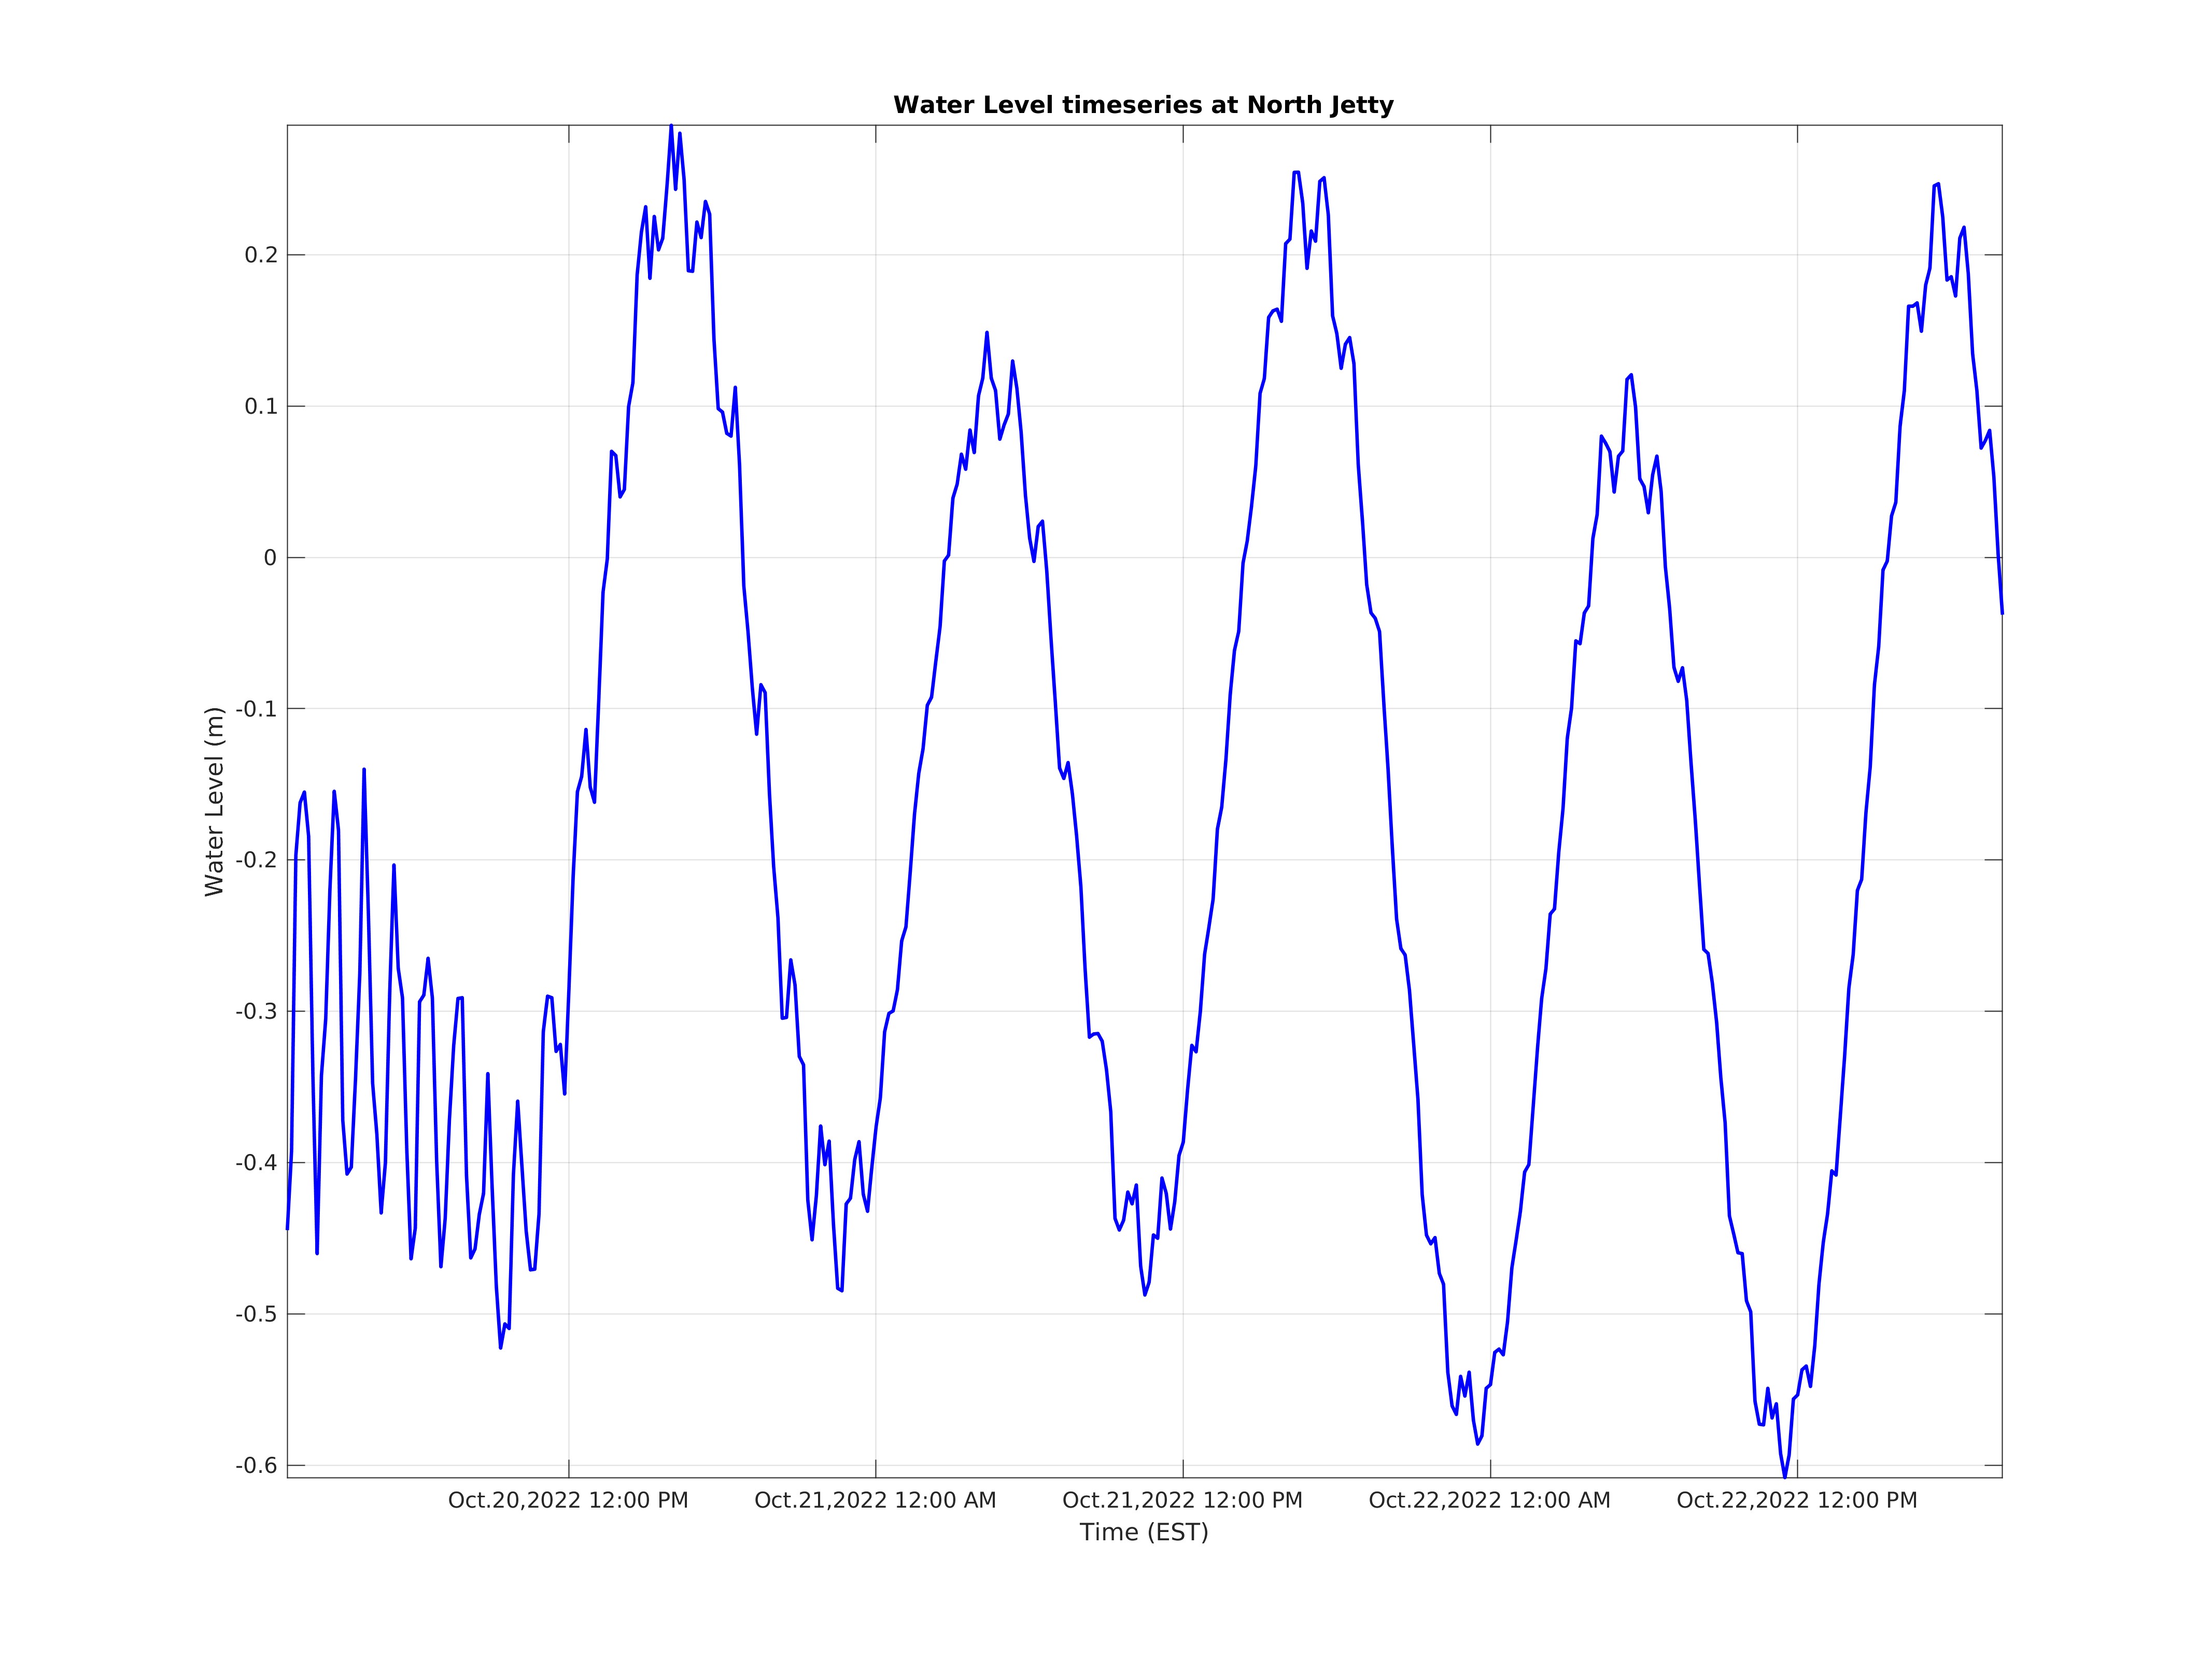 Water Level timeseries at North Jetty
Water Level (m)
0.2
0.1
0
-0.1
-0.2
-0.3
-0.4
-0.5
-0.6
Oct.20,2022 12:00 PM
Oct.21,2022 12:00 AM
Oct.21,2022 12:00 PM
Oct.22,2022 12:00 AM
Oct.22,2022 12:00 PM
Time (EST)